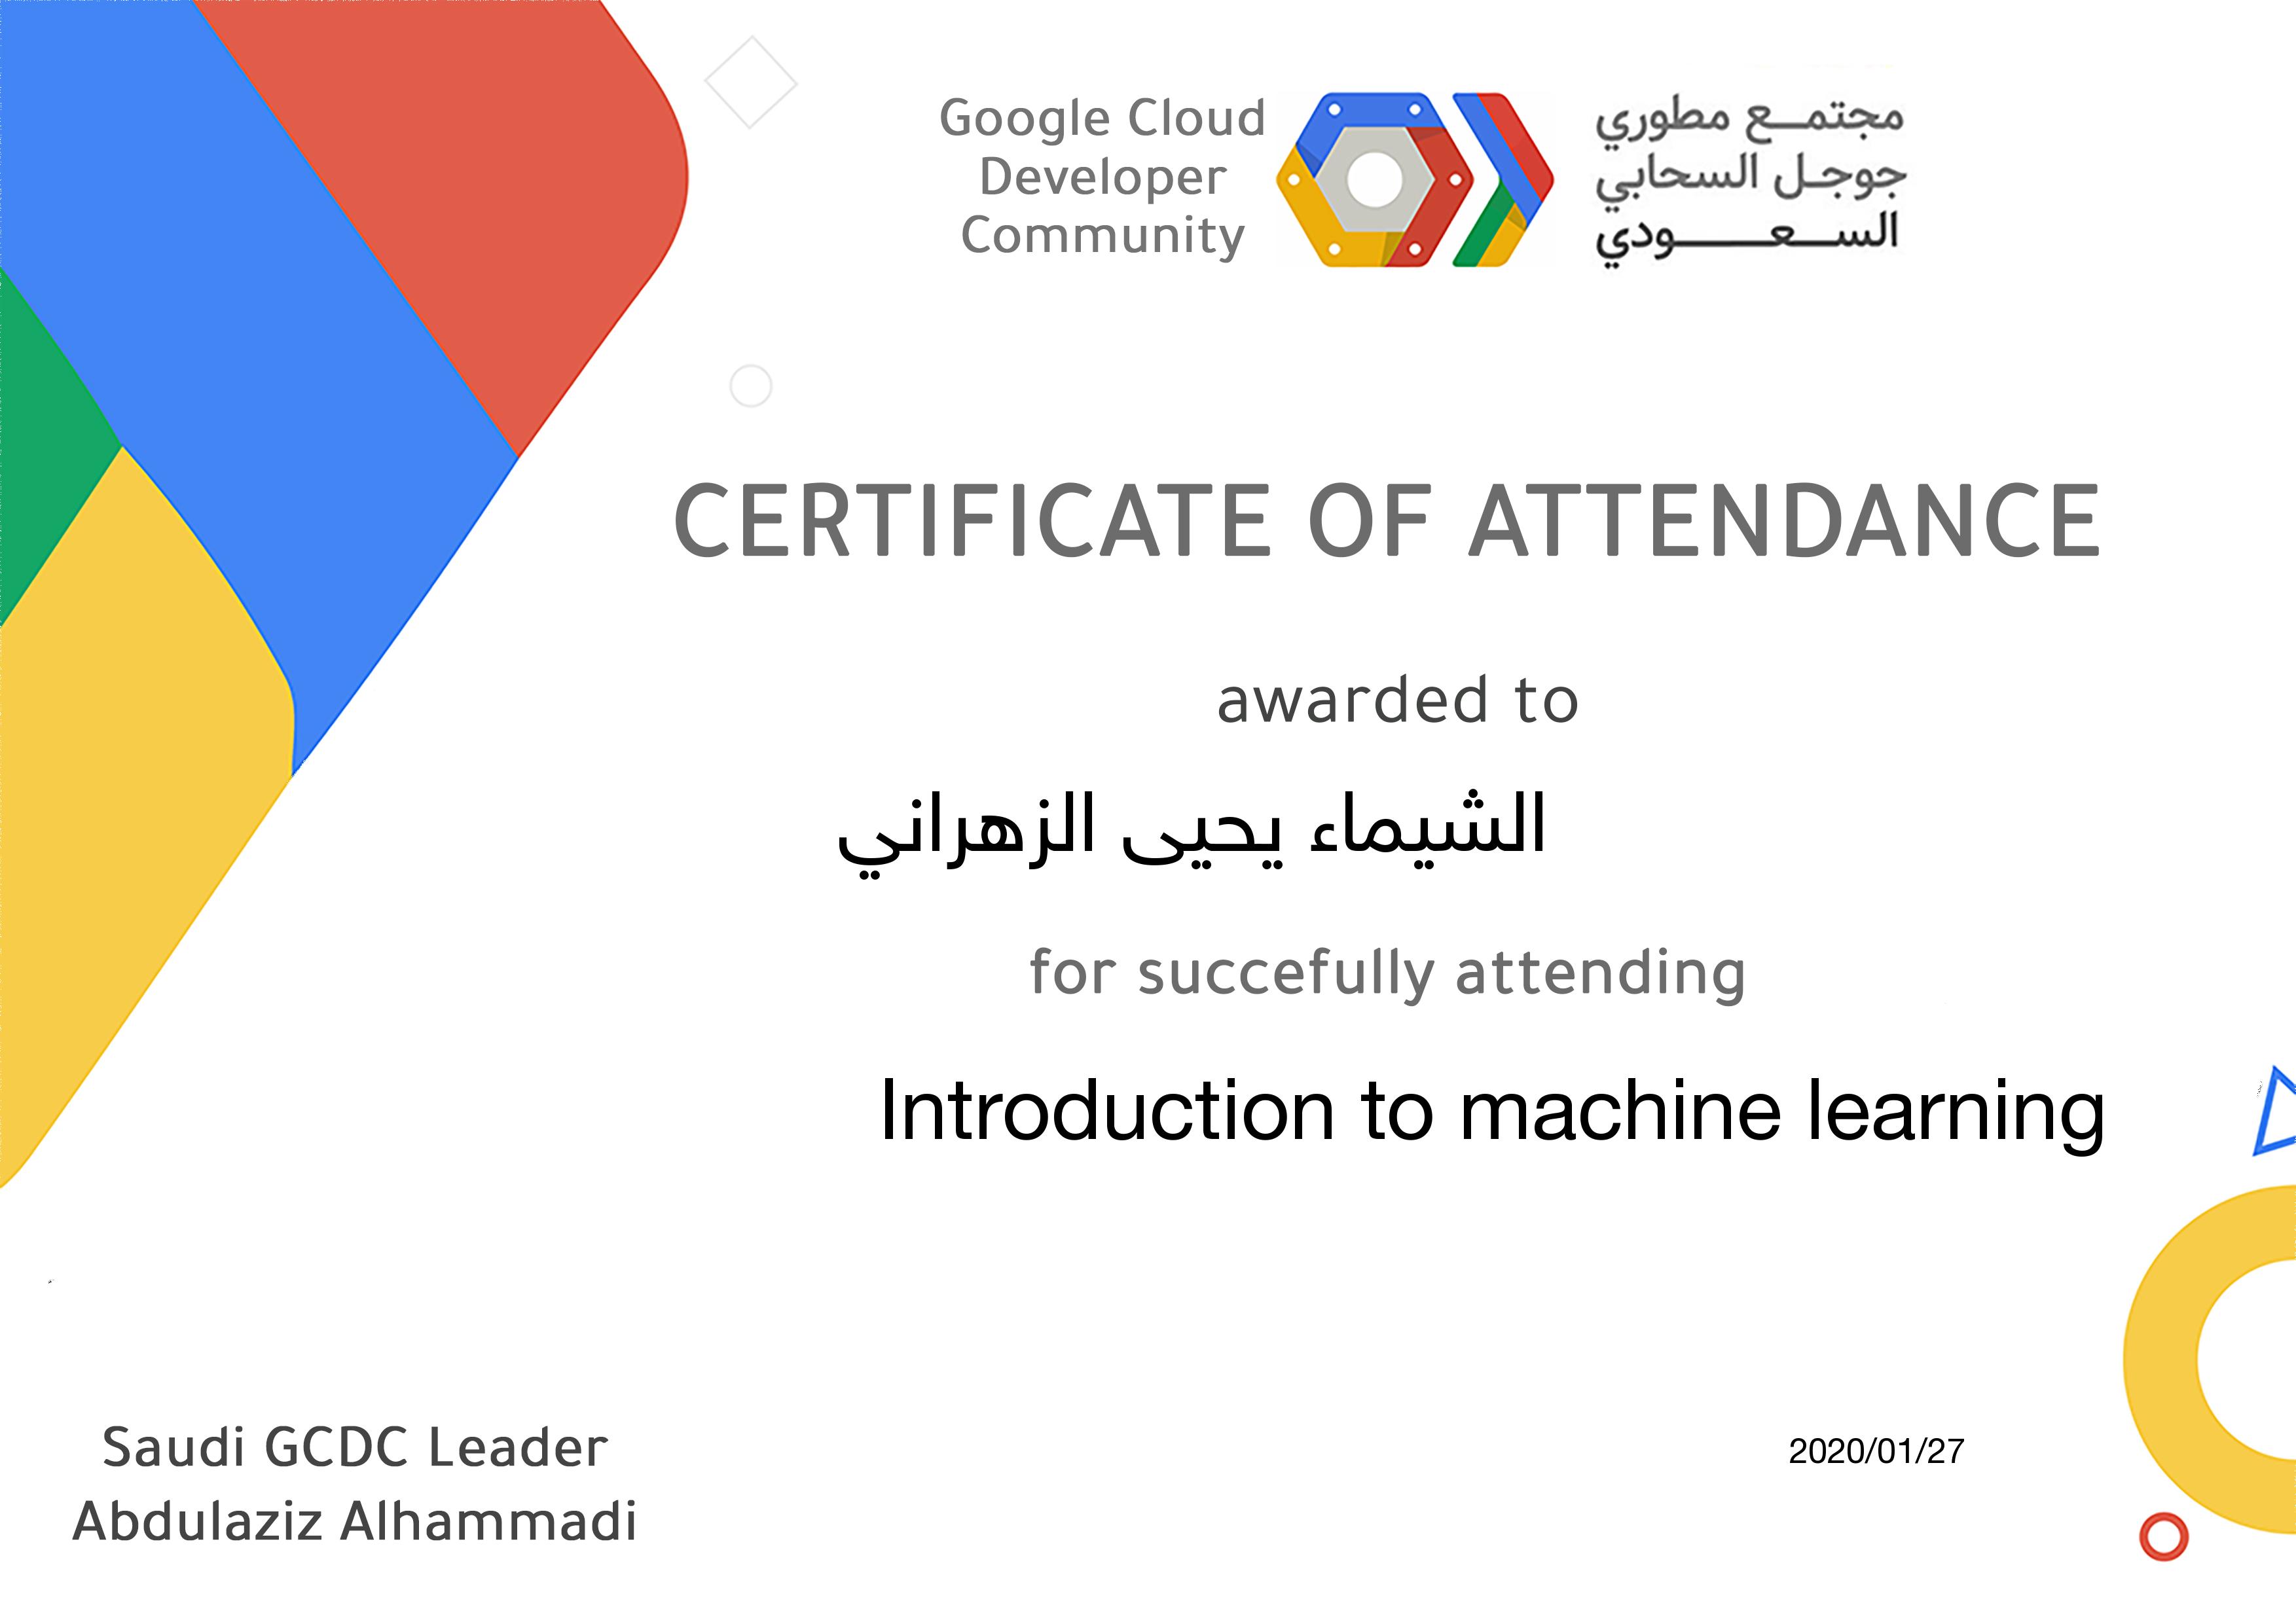 Google Cloud
Developer
Community
مجتمـع مطوري
جوجـل السحابي
السـعـودي
CERTIFICATE OF ATTENDANCE
awarded to
الشيماء يحيى الزهراني
for succefully attending
Introduction to machine learning
Saudi GCDC Leader
Abdulaziz Alhammadi
2020/01/27